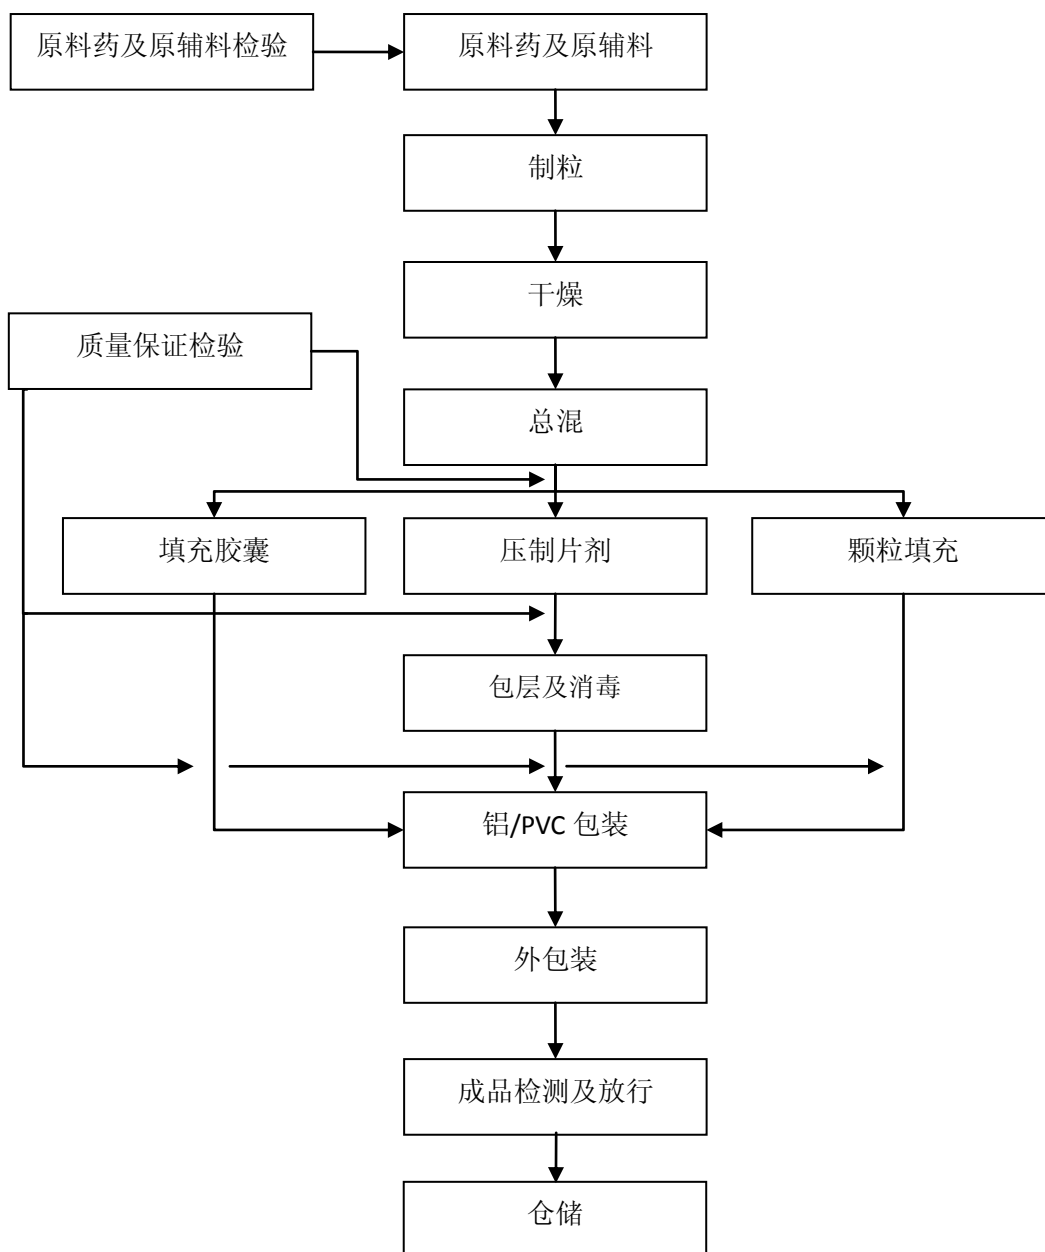 原料药及原辅料检验
原料药及原辅料
制粒
干燥
质量保证检验
总混
填充胶囊
压制片剂
颗粒填充
包层及消毒
铝/PVC 包装
外包装
成品检测及放行
仓储